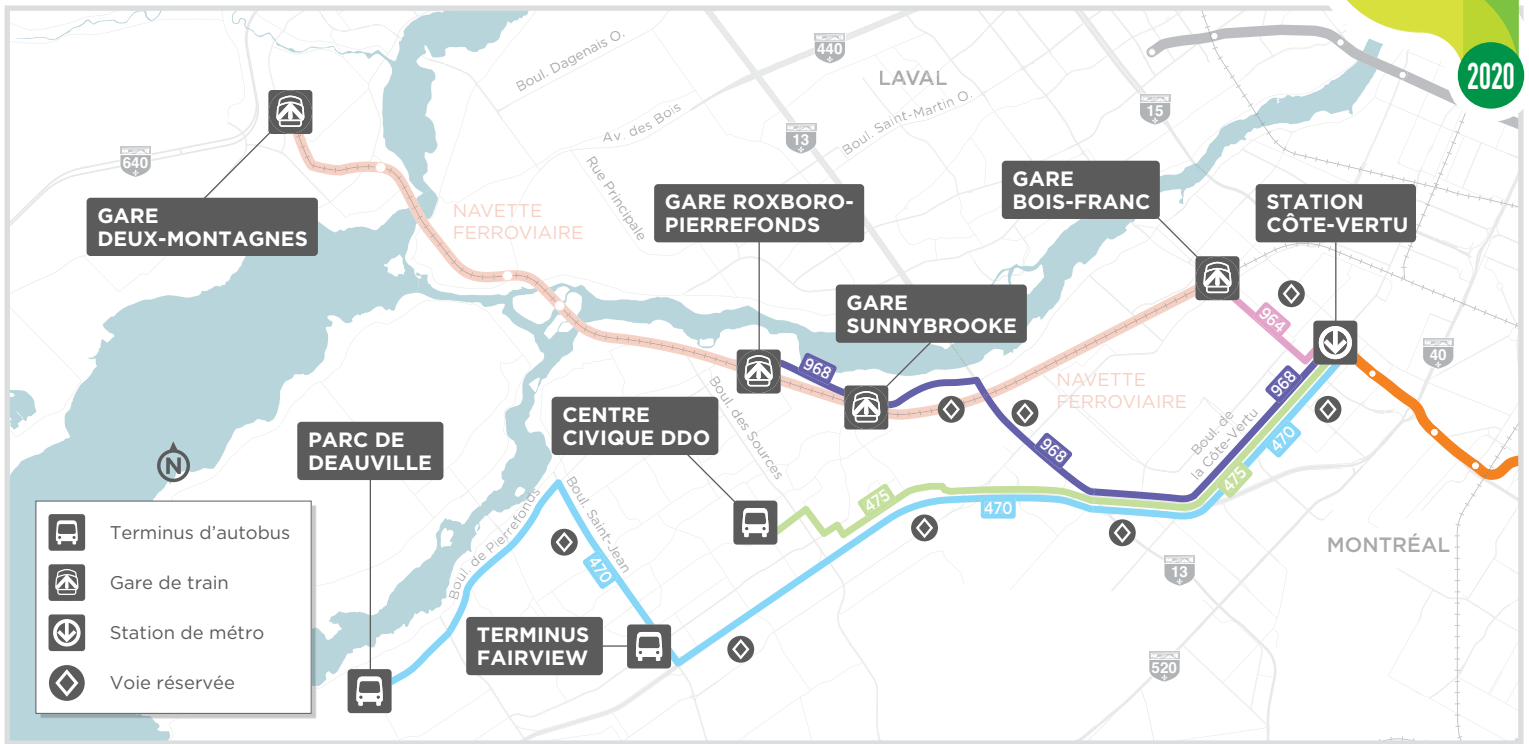 2020
440
LAVAL
Boul. Dagenais O.
Boul. Saint-Martin O.
15
Av. des Bois
13
640
Rue Principale
GARE
DEUX-MONTAGNES
NAVETTE
FERROVIAIRE
GARE ROXBORO-
PIERREFONDS
GARE
BOIS-FRANC
STATION
CÔTE-VERTU
GARE
SUNNYBROOKE
964
40
968
NAVETTE
FERROVIAIRE
968
Boul. des Sources
CENTRE
CIVIQUE DDO
PARC DE
DEAUVILLE
968
Boul. de
la Côte-Vertu
470
475
N
475
470
Boul. de Pierrefonds
Boul. Saint-Jean
470
MONTRÉAL
13
520
TERMINUS
FAIRVIEW
Terminus d'autobus
Gare de train
Station de métro
Voie réservée